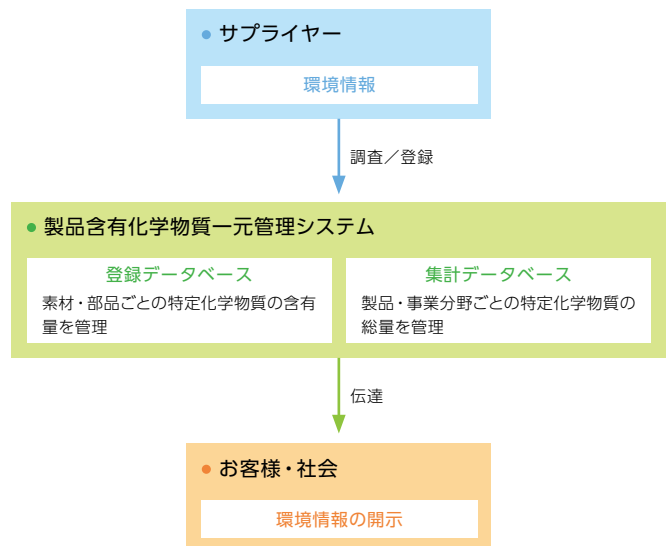 ● サプライヤー
環境情報
調査／登録
● 製品含有化学物質一元管理システム
登録データベース
素材・部品ごとの特定化学物質の含有
量を管理
集計データベース
製品・事業分野ごとの特定化学物質の
総量を管理
伝達
● お客様・社会
環境情報の開示